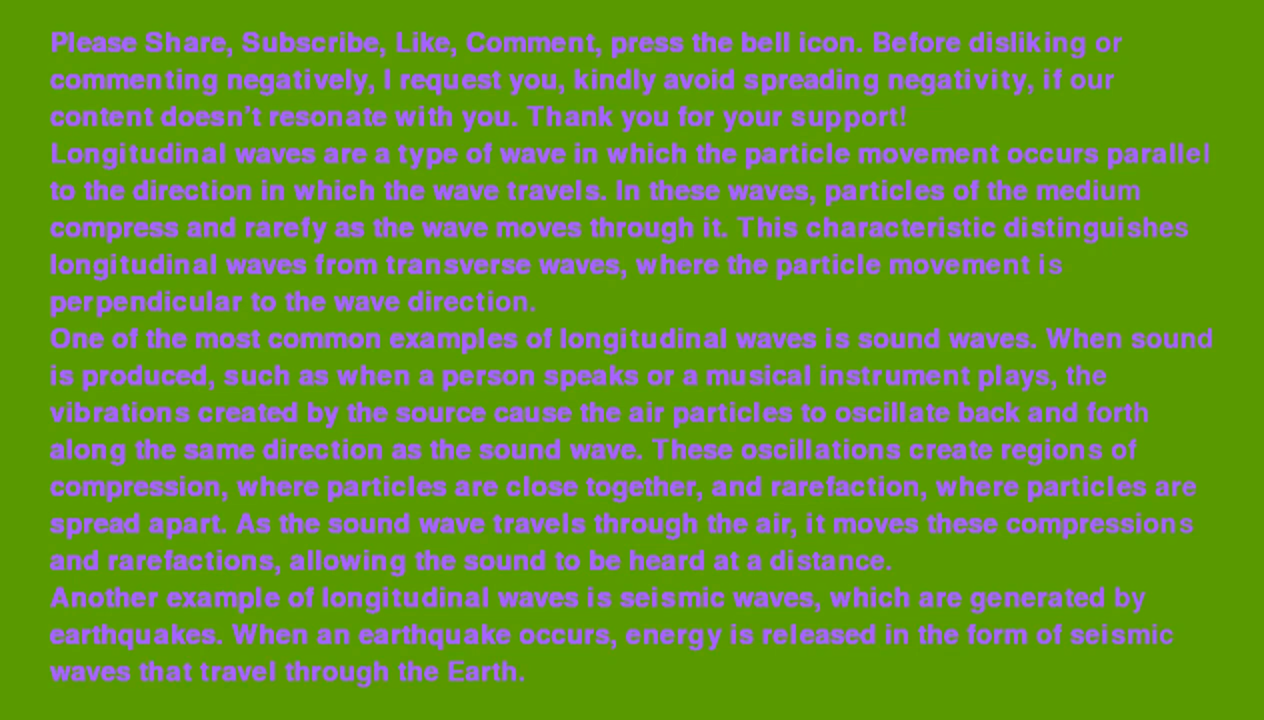 Please Share, Subscribe, Like, Comment, press the bell icon. Before disliking or
commenting negatively, I request you, kindly avoid spreading negativity, if our
content doesn't resonate with you. Thank you for your support!
Longitudinal waves are a type of wave in which the particle movement occurs parallel
to the direction in which the wave travels. In these waves, particles of the medium
compress and rarefy as the wave moves through it. This characteristic distinguishes
longitudinal waves from transverse waves, where the particle movement is
perpendicular to the wave direction.
One of the most common examples of longitudinal waves is sound waves. When sound
is produced, such as when a person speaks or a musical instrument plays, the
vibrations created by the source cause the air particles to oscillate back and forth
along the same direction as the sound wave. These oscillations create regions of
compression, where particles are close together, and rarefaction, where particles are
spread apart. As the sound wave travels through the air, it moves these compressions
and rarefactions, allowing the sound to be heard at a distance.
Another example of longitudinal waves is seismic waves, which are generated by
earthquakes. When an earthquake occurs, energy is released in the form of seismic
waves that travel through the Earth.